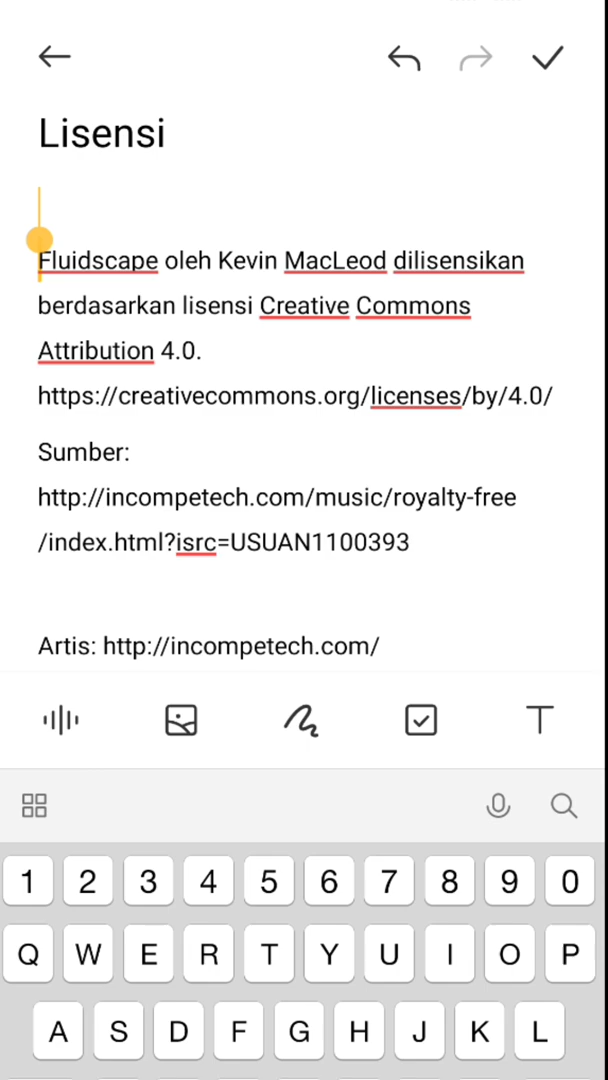 Lisensi
Fluidscape oleh Kevin MacLeod dilisensikan
berdasarkan lisensi Creative Commons
Attribution 4.0.
https://creativecommons.org/licenses/by/4.0/
Sumber:
http://incompetech.com/music/royalty-free
/index.html?isrc=USUAN1100393
Artis: http://incompetech.com/
T
1 2 3 4 5 6 7 8 9 0
Q W E R T Y U I O P
A S D F G H J K L